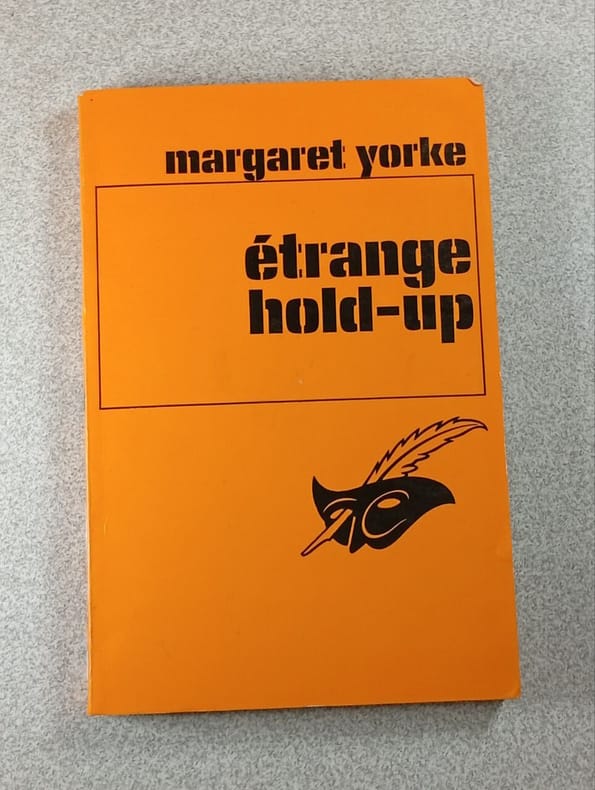 margaret yorke
étrange
hold-up